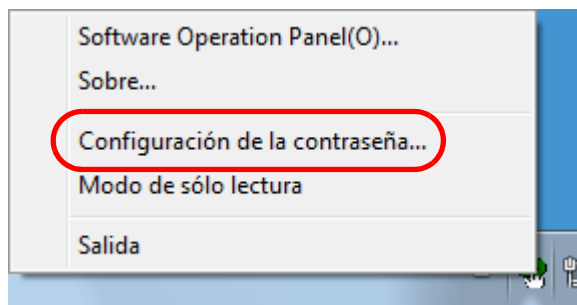 Software Operation Panel(O)...
Sobre...
Configuración de la contraseña...
Modo de sólo lectura
Salida